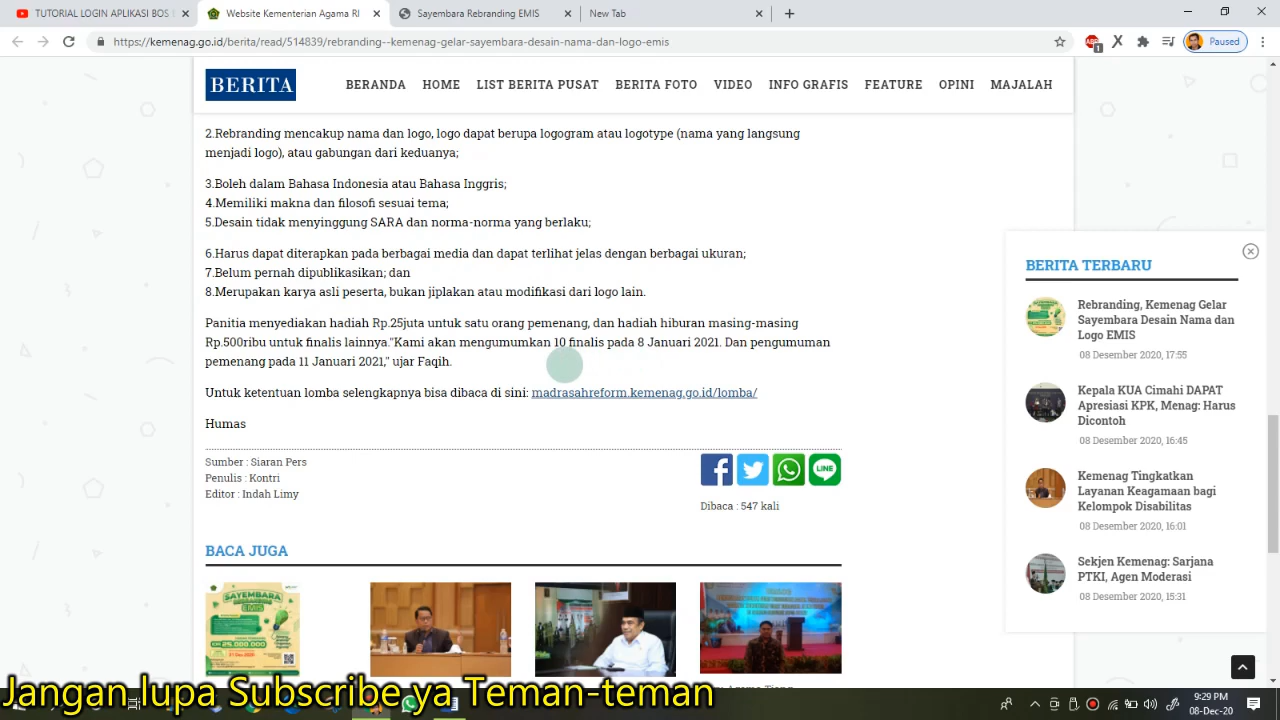 TUTORIAL LOGIN APLIKASI BOS
Website Kementerian Agama RI
Sayembara Rebranding EMIS
New Tab
https://kemenag.go.id/berita/read/514839/rebranding--kemenag-gelar-sayembara-desain-nama-dan-logo-emis
Paused
BERITA
BERANDA HOME LIST BERITA PUSAT BERITA FOTO VIDEO INFO GRAFIS FEATURE OPINI MAJALAH
2.Rebranding mencakup nama dan logo, logo dapat berupa logogram atau logotype (nama yang langsung
menjadi logo), atau gabungan dari keduanya;
3.Boleh dalam Bahasa Indonesia atau Bahasa Inggris;
4.Memiliki makna dan filosofi sesuai tema;
5.Desain tidak menyinggung SARA dan norma-norma yang berlaku;
6.Harus dapat diterapkan pada berbagai media dan dapat terlihat jelas dengan berbagai ukuran;
7.Belum pernah dipublikasikan; dan
8.Merupakan karya asli peserta, bukan jiplakan atau modifikasi dari logo lain.
Panitia menyediakan hadiah Rp.25juta untuk satu orang pemenang, dan hadiah hiburan masing-masing
Rp.500ribu untuk finalis lainnya."Kami akan mengumumkan 10 finalis pada 8 Januari 2021. Dan pengumuman
pemenang pada 11 Januari 2021," ujar Faqih.
Untuk ketentuan lomba selengkapnya bisa dibaca di sini: madrasahreform.kemenag.go.id/lomba/
Humas
Sumber : Siaran Pers
Penulis : Kontri
Editor : Indah Limy
LINE
Dibaca : 547 kali
BACA JUGA
SAYEMBARA
REBRANDING
EMIS
25.000.000
BERITA TERBARU
Rebranding, Kemenag Gelar
Sayembara Desain Nama dan
Logo EMIS
08 Desember 2020, 17:55
Kepala KUA Cimahi DAPAT
Apresiasi KPK, Menag: Harus
Dicontoh
08 Desember 2020, 16:45
Kemenag Tingkatkan
Layanan Keagamaan bagi
Kelompok Disabilitas
08 Desember 2020, 16:01
Sekjen Kemenag: Sarjana
PTKI, Agen Moderasi
08 Desember 2020, 15:31
Jangan lupa Subscribe ya Teman-teman
9:29 PM
08-Dec-20